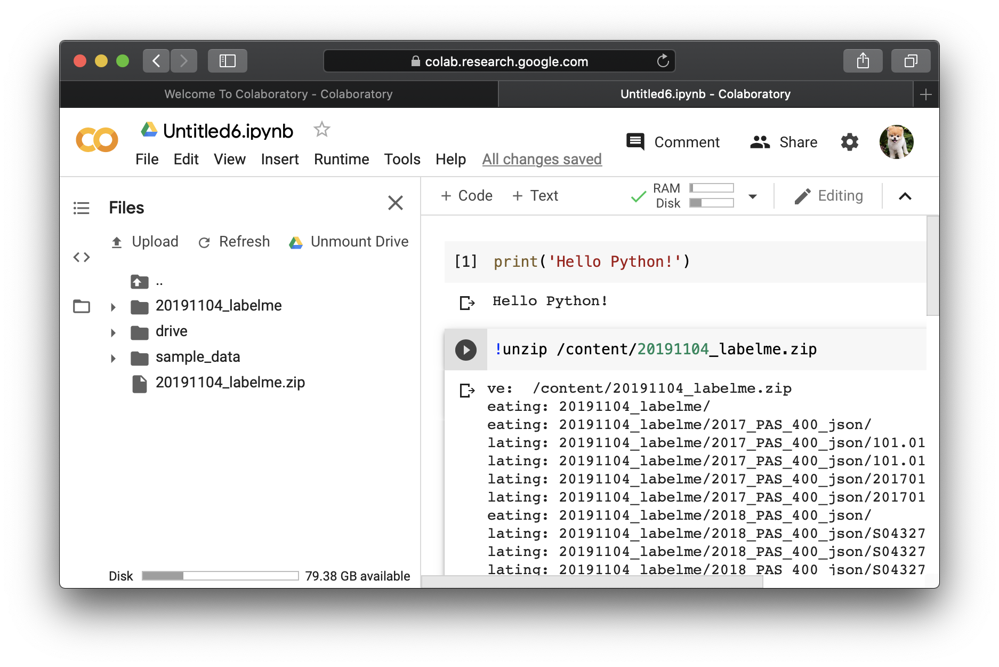 colab.research.google.com
Welcome To Colaboratory - Colaboratory
Untitled6.ipynb - Colaboratory
Untitled6.ipynb
Comment
Share
File Edit View Insert Runtime Tools Help All changes saved
Files
Upload Refresh Unmount Drive
..
20191104_labelme
drive
sample_data
20191104_labelme.zip
Disk 79.38 GB available
+ Code + Text
RAM
Disk
Editing
[1] print('Hello Python!')
Hello Python!
!unzip /content/20191104_labelme.zip
ve:  /content/20191104_labelme.zip
eating: 20191104_labelme/
eating: 20191104_labelme/2017_PAS_400_json/
lating: 20191104_labelme/2017_PAS_400_json/101.01
lating: 20191104_labelme/2017_PAS_400_json/101.01
lating: 20191104_labelme/2017_PAS_400_json/201701
lating: 20191104_labelme/2017_PAS_400_json/201701
eating: 20191104_labelme/2018_PAS_400_json/
lating: 20191104_labelme/2018_PAS_400_json/S04327
lating: 20191104_labelme/2018_PAS_400_json/S04327
lating: 20191104_labelme/2018_PAS_400_json/S04327